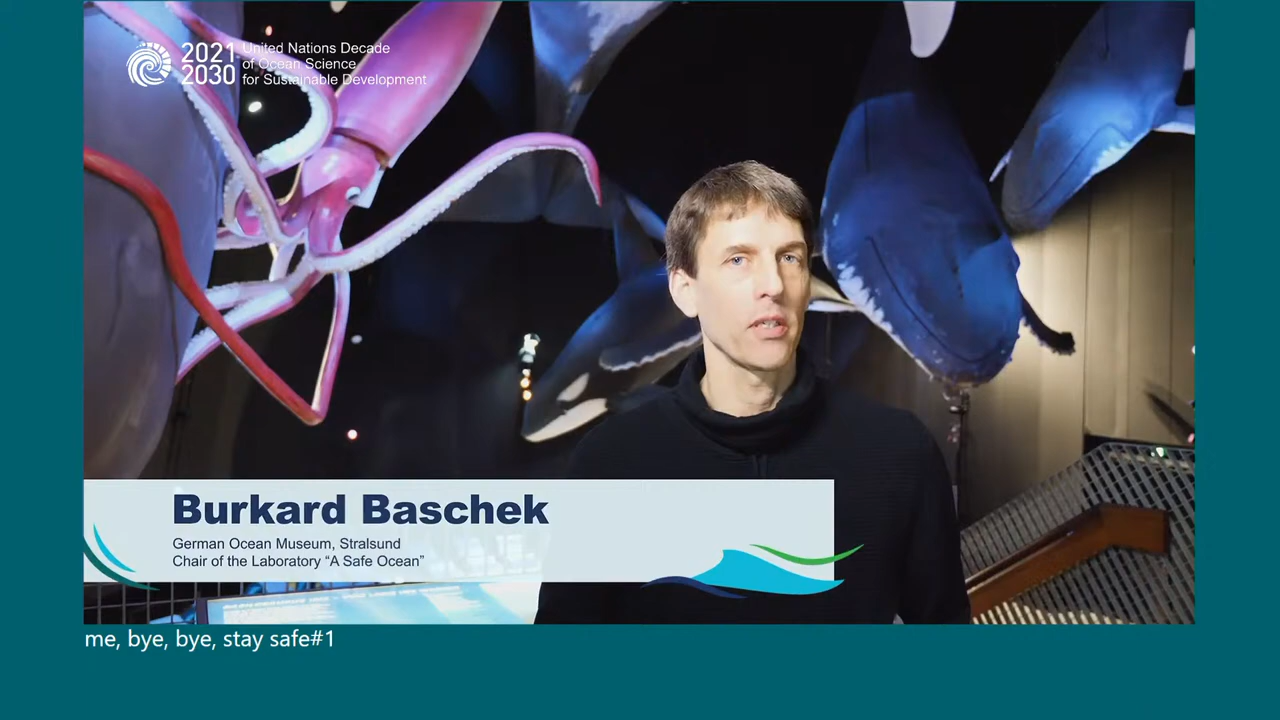 2021
2030
United Nations Decade
of Ocean Science
for Sustainable Development
Burkard Baschek
German Ocean Museum, Stralsund
Chair of the Laboratory “A Safe Ocean”
me, bye, bye, stay safe#1